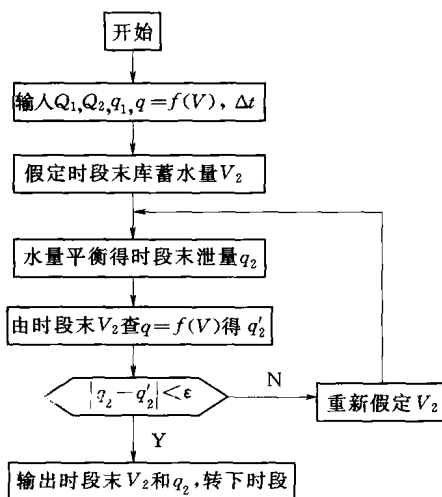 开始
输入Q₁,Q₂,q₁,q=f(V), Δt
假定时段末库蓄水量V₂
水量平衡得时段末泄量q₂
由时段末V₂查q=f(V)得 q′₂
|q₂−q′₂|<ε
N
重新假定V₂
Y
输出时段末V₂和q₂,转下时段